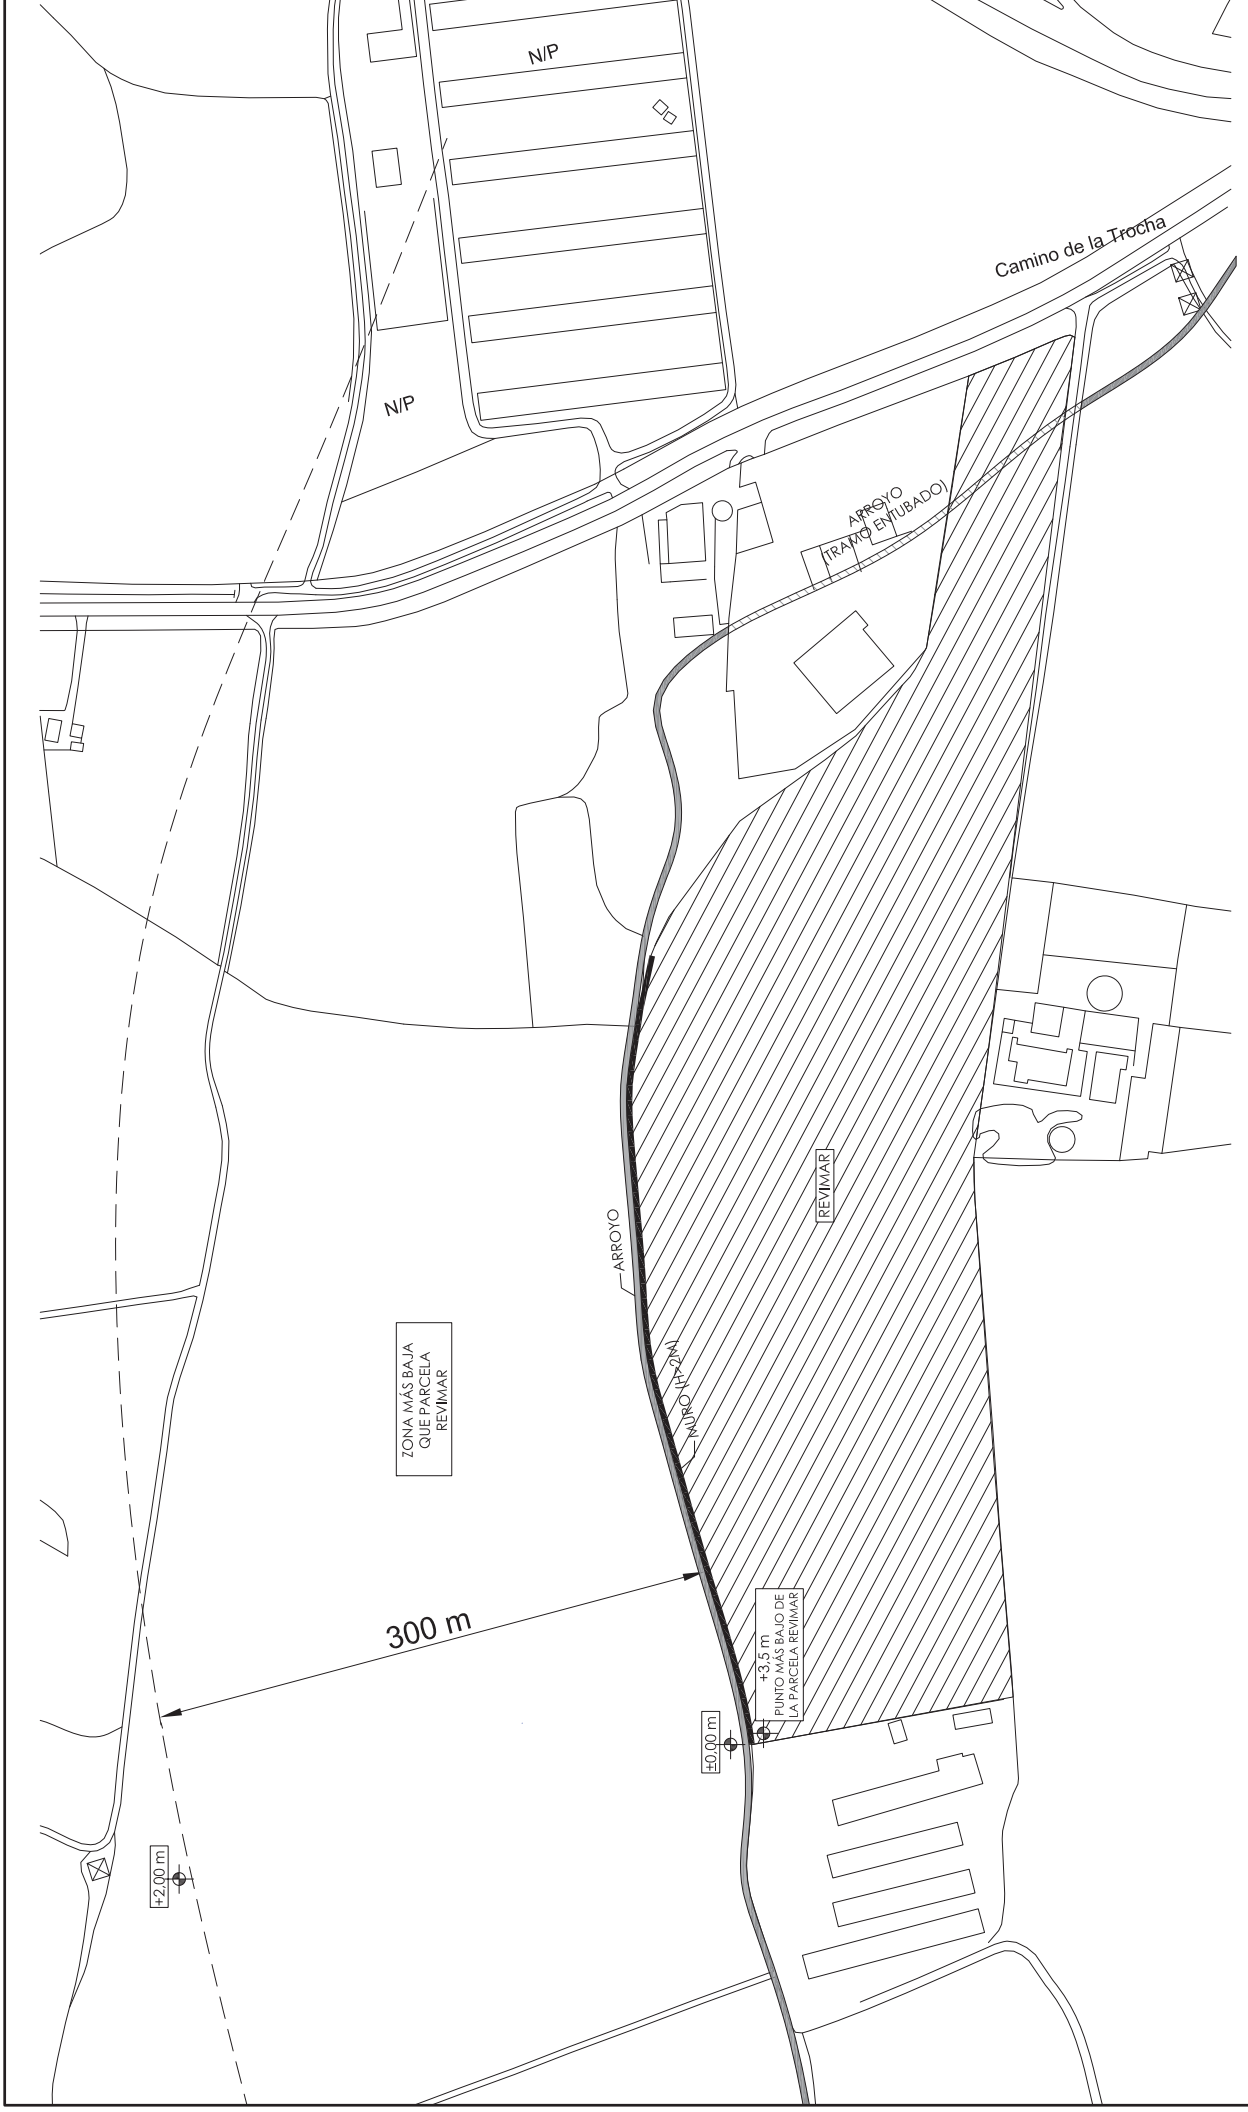 N/P
N/P
Camino de la Trocha
ARROYO
(TRAMO ENTUBADO)
REVIMAR
ARROYO
MURO (H>2M)
ZONA MÁS BAJA
QUE PARCELA
REVIMAR
300 m
+3,5 m
PUNTO MÁS BAJO DE
LA PARCELA REVIMAR
±0,00 m
+2,00 m